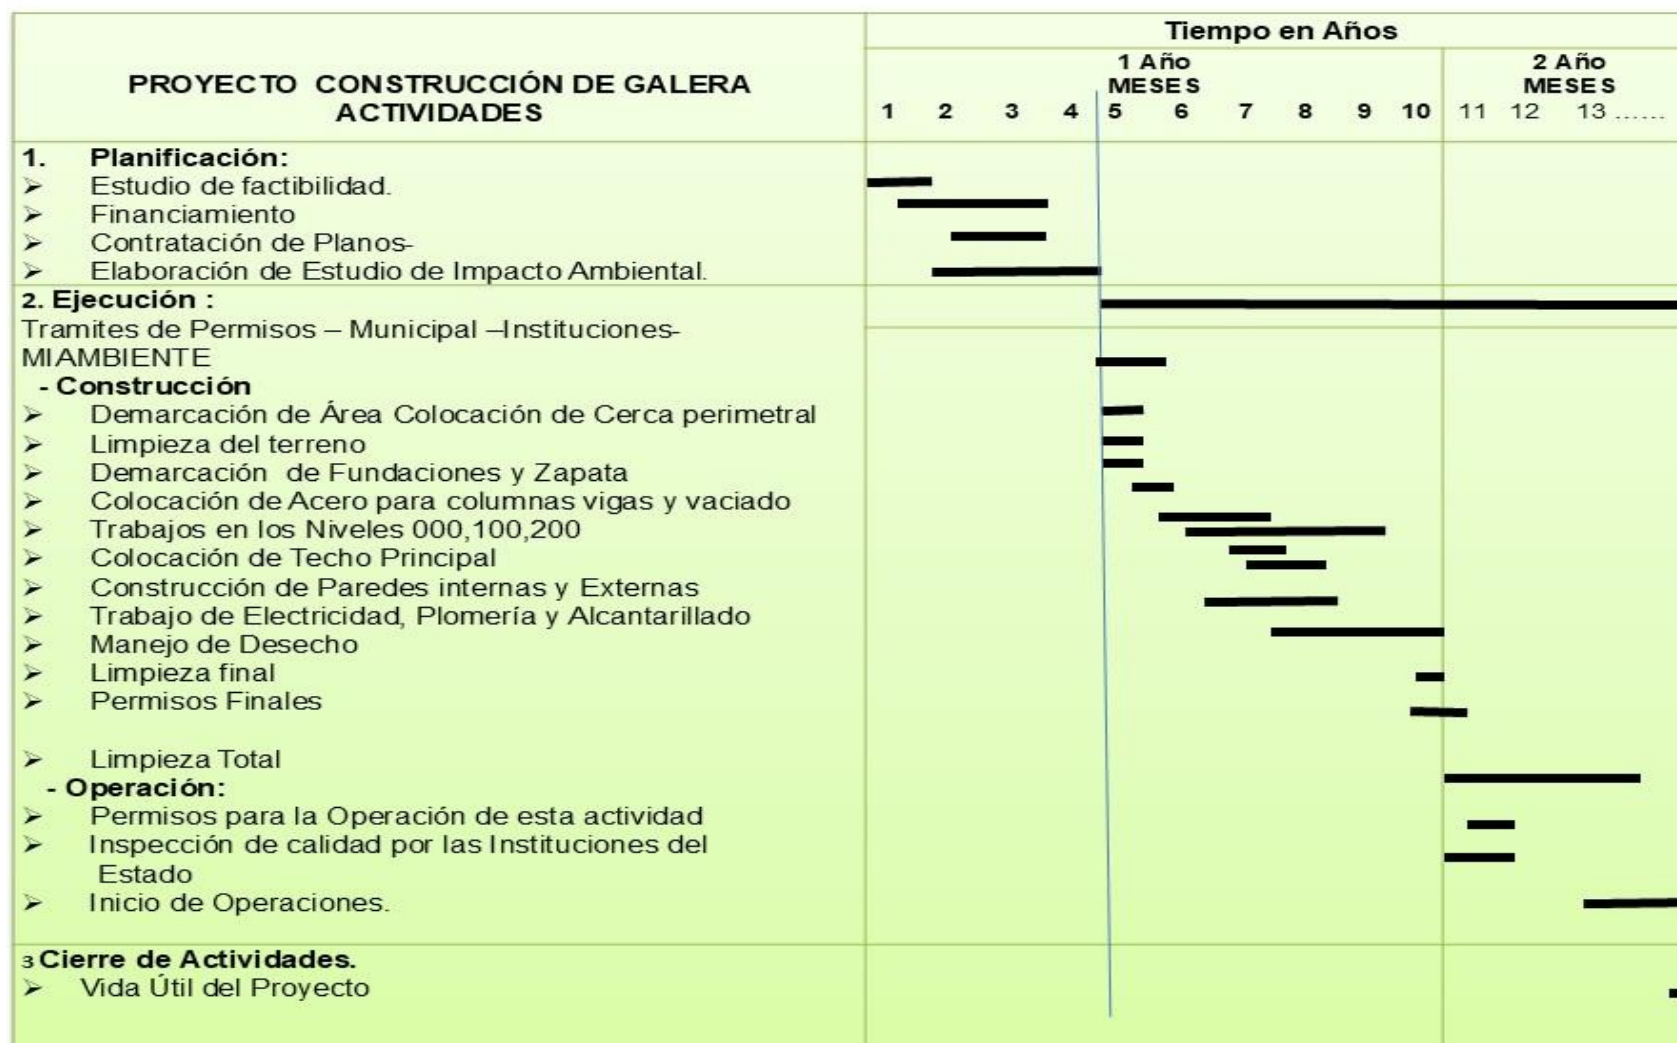 Tiempo en Años
PROYECTO CONSTRUCCIÓN DE GALERA
ACTIVIDADES
1 Año
MESES
2 Año
MESES
1 2 3 4 5 6 7 8 9 10 11 12 13 ......
1. Planificación:
➢ Estudio de factibilidad.
➢ Financiamiento
➢ Contratación de Planos-
➢ Elaboración de Estudio de Impacto Ambiental.
2. Ejecución :
Tramites de Permisos – Municipal –Instituciones-
MIAMBIENTE
- Construcción
➢ Demarcación de Área Colocación de Cerca perimetral
➢ Limpieza del terreno
➢ Demarcación de Fundaciones y Zapata
➢ Colocación de Acero para columnas vigas y vaciado
➢ Trabajos en los Niveles 000,100,200
➢ Colocación de Techo Principal
➢ Construcción de Paredes internas y Externas
➢ Trabajo de Electricidad, Plomería y Alcantarillado
➢ Manejo de Desecho
➢ Limpieza final
➢ Permisos Finales
➢ Limpieza Total
- Operación:
➢ Permisos para la Operación de esta actividad
➢ Inspección de calidad por las Instituciones del
Estado
➢ Inicio de Operaciones.
3 Cierre de Actividades.
➢ Vida Útil del Proyecto